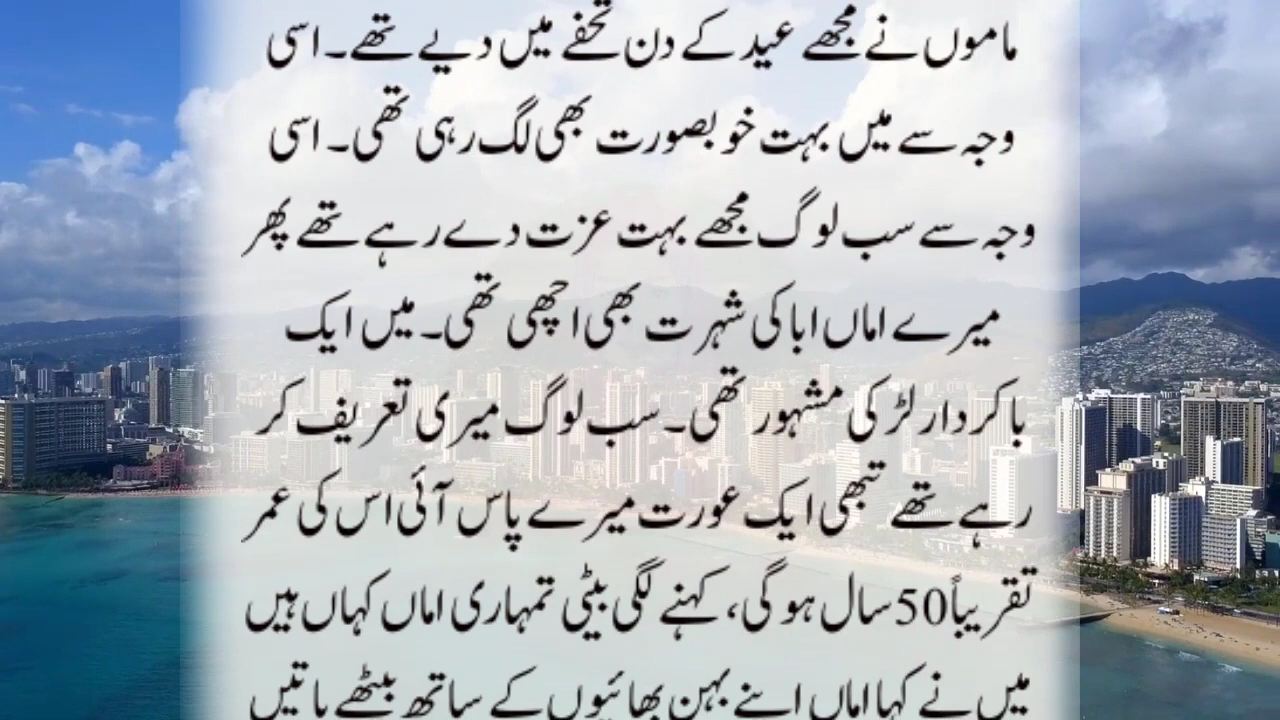 ماموں نے مجھے عید کے دن تحفے میں دیے تھے۔ اسی
وجہ سے میں بہت خوبصورت بھی لگ رہی تھی۔ اسی
وجہ سے سب لوگ مجھے بہت عزت دے رہے تھے پھر
میرے اماں ابا کی شہرت بھی اچھی تھی۔ میں ایک
باکردار لڑکی مشہور تھی۔ سب لوگ میری تعریف کر
رہے تھے تبھی ایک عورت میرے پاس آئی اس کی عمر
تقریباً 50 سال ہو گی، کہنے لگی بیٹی تمہاری اماں کہاں ہیں
میں نے کہا اماں اپنے بہن بھائیوں کے ساتھ بیٹھے باتیں